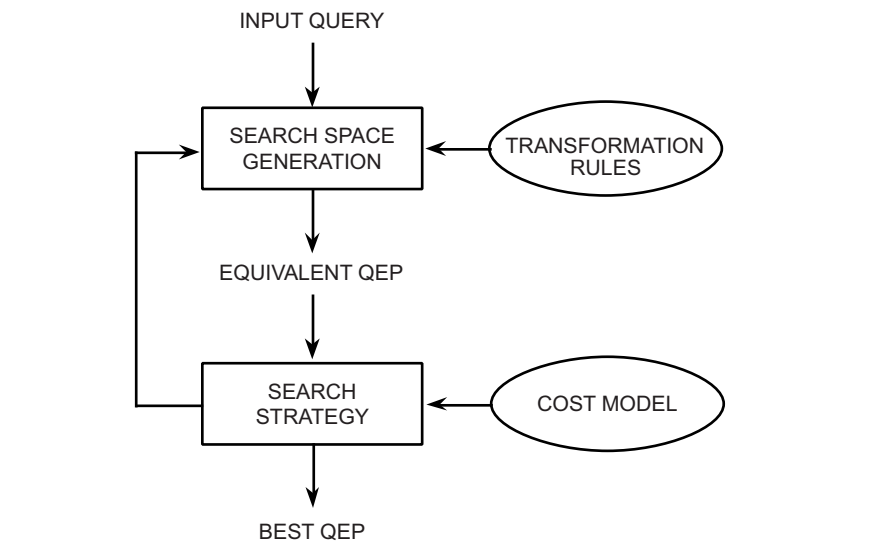 INPUT QUERY
SEARCH SPACE
GENERATION
TRANSFORMATION
RULES
EQUIVALENT QEP
SEARCH
STRATEGY
COST MODEL
BEST QEP